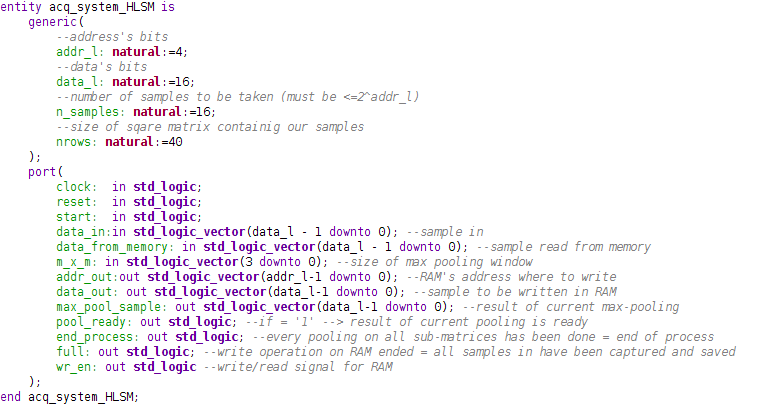 entity acq_system_HLSM is
generic(
--address's bits
addr_l: natural:=4;
--data's bits
data_l: natural:=16;
--number of samples to be taken (must be <=2^addr_l)
n_samples: natural:=16;
--size of sqare matrix containig our samples
nrows: natural:=40
);
port(
clock:  in std_logic;
reset:  in std_logic;
start:  in std_logic;
data_in:in std_logic_vector(data_l - 1 downto 0); --sample in
data_from_memory: in std_logic_vector(data_l - 1 downto 0); --sample read from memory
m_x_m: in std_logic_vector(3 downto 0); --size of max pooling window
addr_out:out std_logic_vector(addr_l-1 downto 0); --RAM's address where to write
data_out: out std_logic_vector(data_l-1 downto 0); --sample to be written in RAM
max_pool_sample: out std_logic_vector(data_l-1 downto 0); --result of current max-pooling
pool_ready: out std_logic; --if = '1' --> result of current pooling is ready
end_process: out std_logic; --every pooling on all sub-matrices has been done = end of process
full: out std_logic; --write operation on RAM ended = all samples in have been captured and saved
wr_en: out std_logic --write/read signal for RAM
);
end acq_system_HLSM;